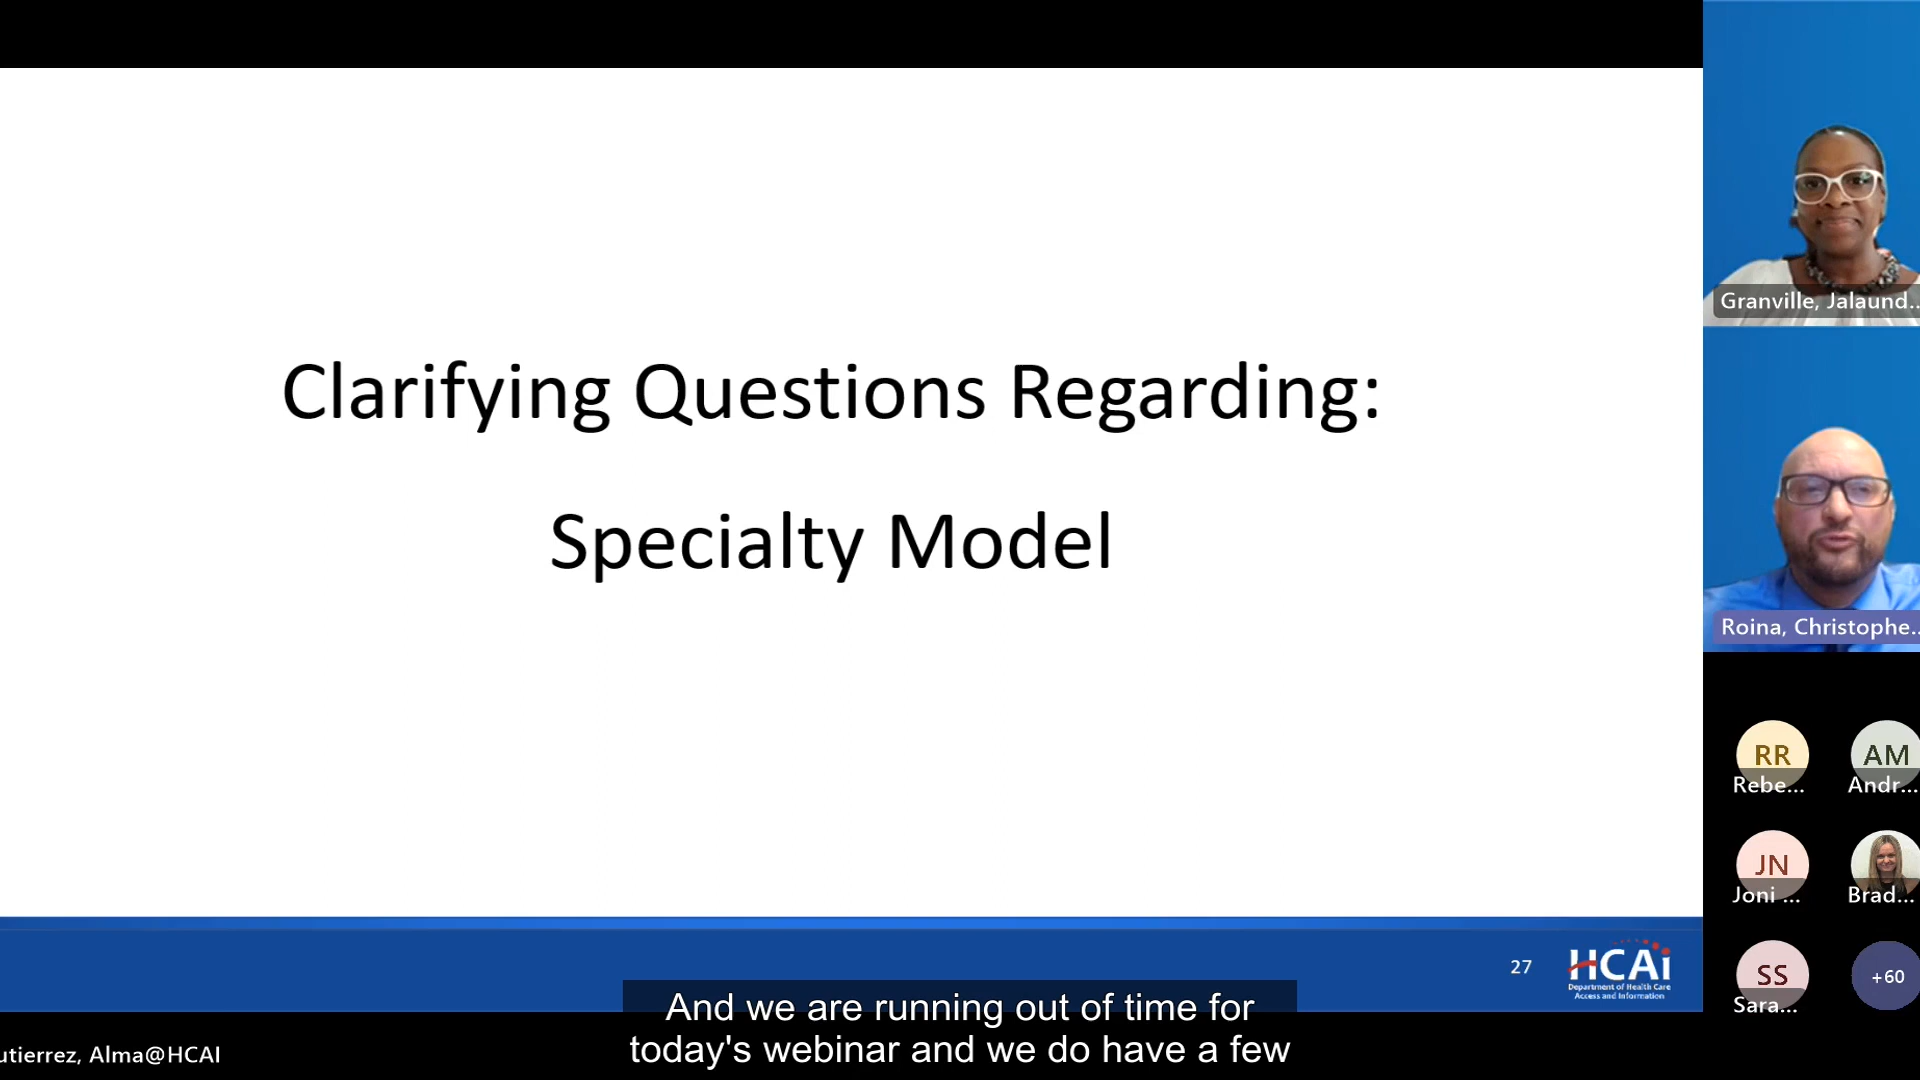 Clarifying Questions Regarding:
Specialty Model
27
HCAi
Department of Health Care
Access and Information
And we are running out of time for
today's webinar and we do have a few
utierrez, Alma@HCAI
Granville, Jalaund...
Roina, Christophe...
RR
Rebe...
AM
Andr...
JN
Joni ...
Brad...
SS
Sara...
+60